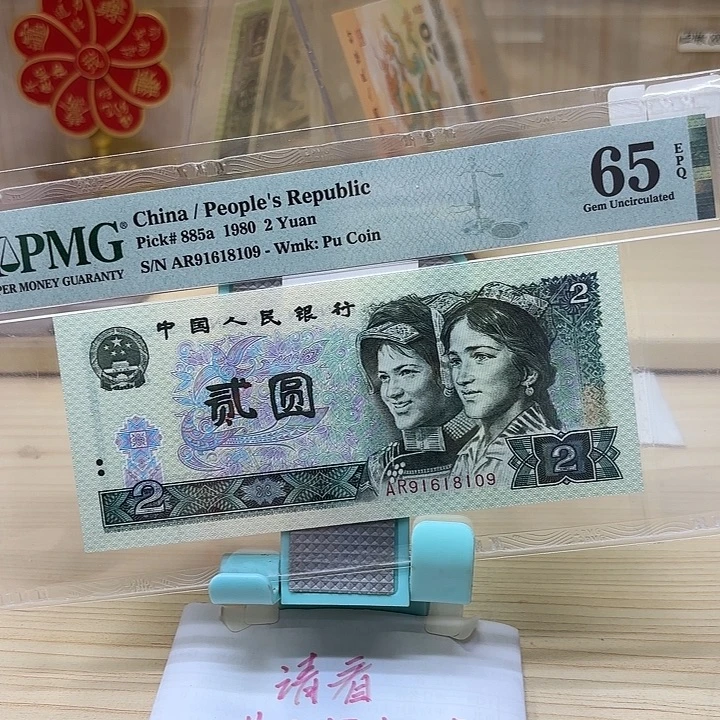 PMG®
PER MONEY GUARANTY
China / People's Republic
Pick# 885a 1980 2 Yuan
S/N AR91618109 - Wmk: Pu Coin
65
EPQ
Gem Uncirculated
中国人民银行
2
贰圆
AR91618109
2
2
请看